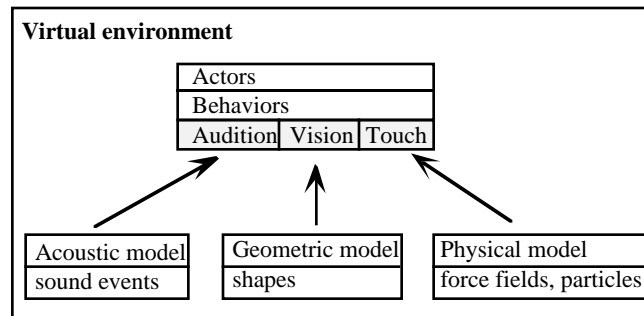 Virtual environment
Actors
Behaviors
Audition Vision Touch
Acoustic model Geometric model Physical model
sound events shapes force fields, particles